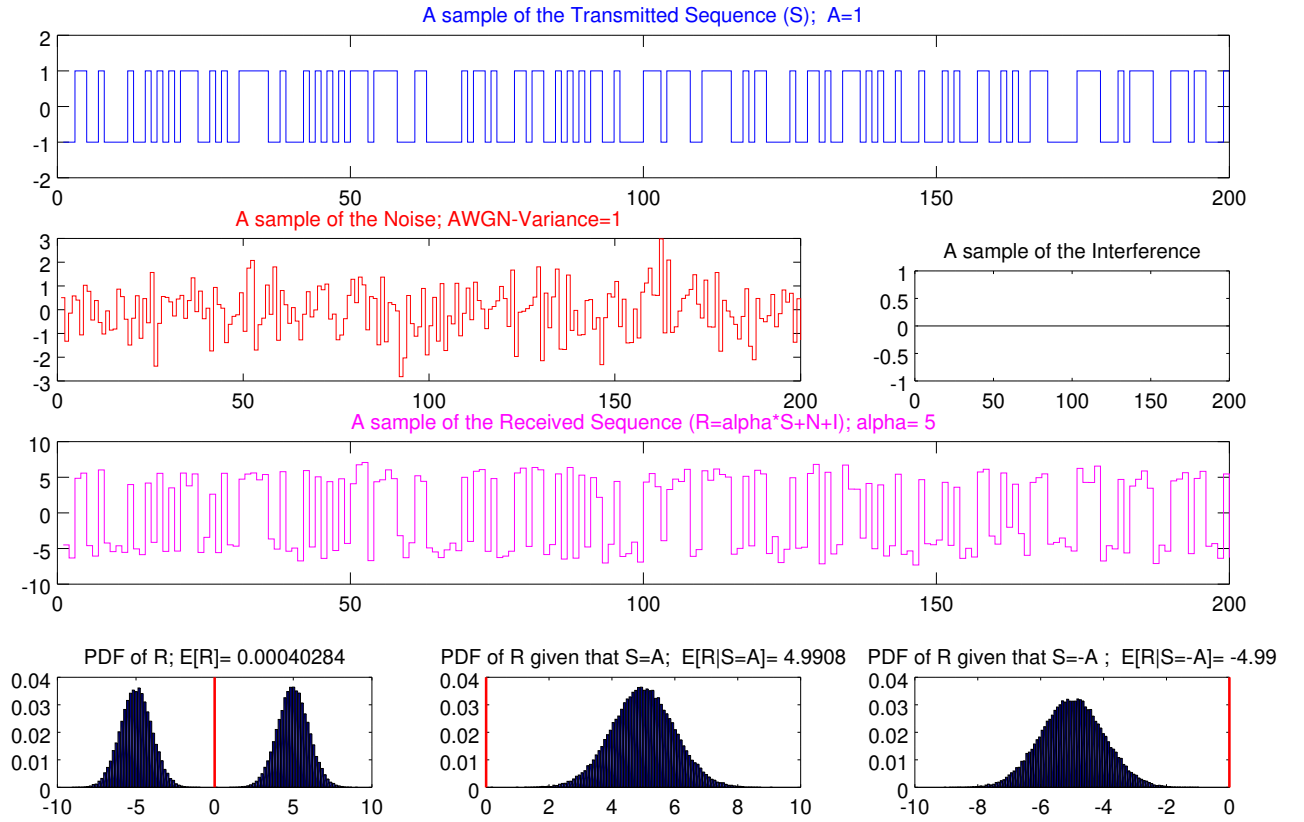 A sample of the Transmitted Sequence (S);  A=1
2
1
0
-1
-2
0 50 100 150 200
A sample of the Noise; AWGN-Variance=1
3
2
1
0
-1
-2
-3
0 50 100 150 200
A sample of the Interference
1
0.5
0
-0.5
-1
0 50 100 150 200
A sample of the Received Sequence (R=alpha*S+N+I); alpha= 5
10
5
0
-5
-10
0 50 100 150 200
PDF of R; E[R]= 0.00040284
0.04
0.03
0.02
0.01
0
-10 -5 0 5 10
PDF of R given that S=A;  E[R|S=A]= 4.9908
0.04
0.03
0.02
0.01
0
0 2 4 6 8 10
PDF of R given that S=-A ;  E[R|S=-A]= -4.99
0.04
0.03
0.02
0.01
0
-10 -8 -6 -4 -2 0